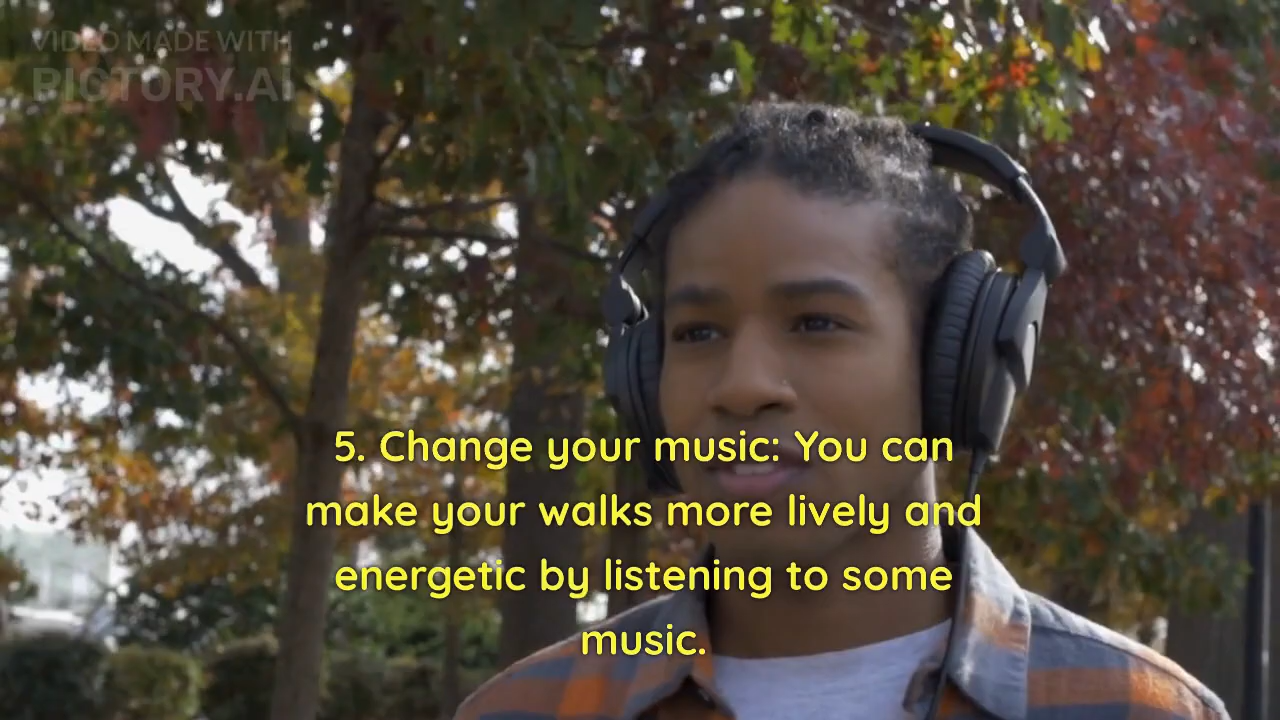 VIDEO MADE WITH
PICTORY.AI
5. Change your music: You can
make your walks more lively and
energetic by listening to some
music.